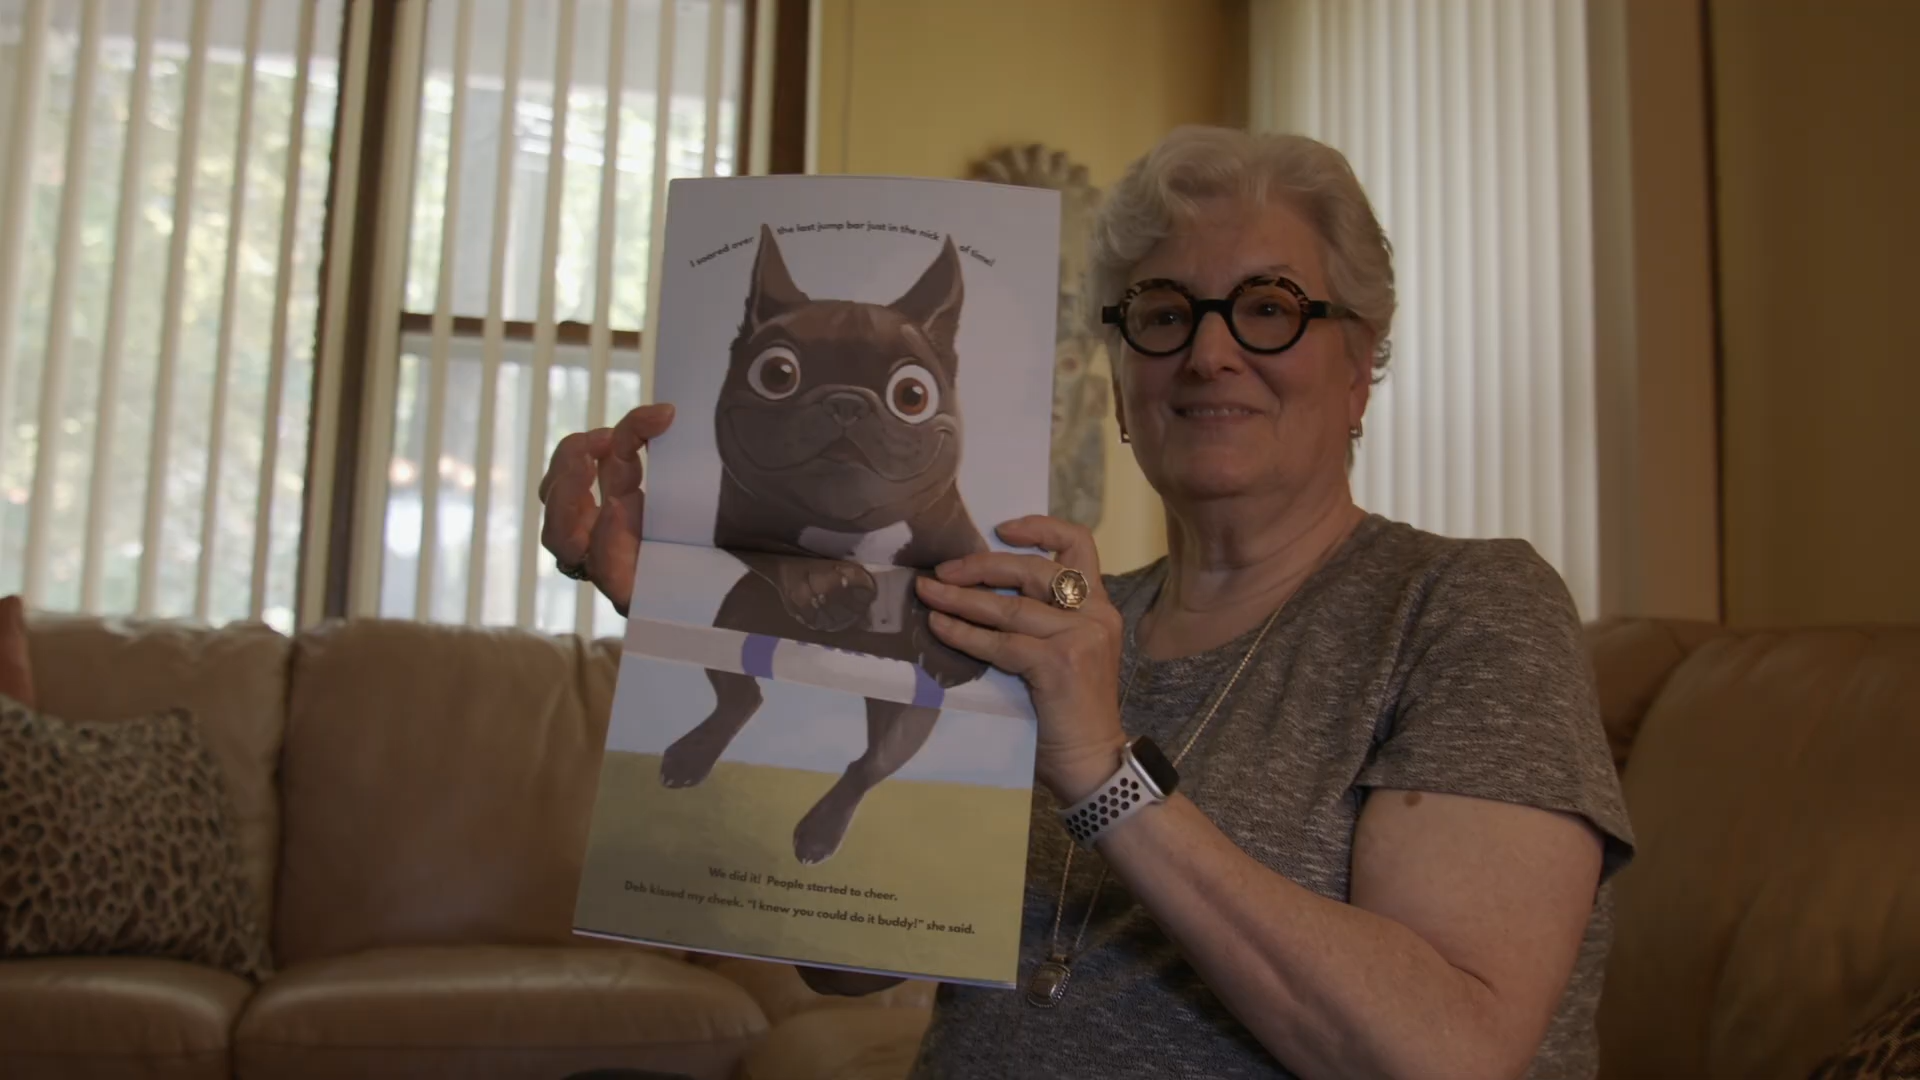 I soared over the last jump bar just in the nick of time!
We did it! People started to cheer.
Deb kissed my cheek. "I knew you could do it buddy!" she said.